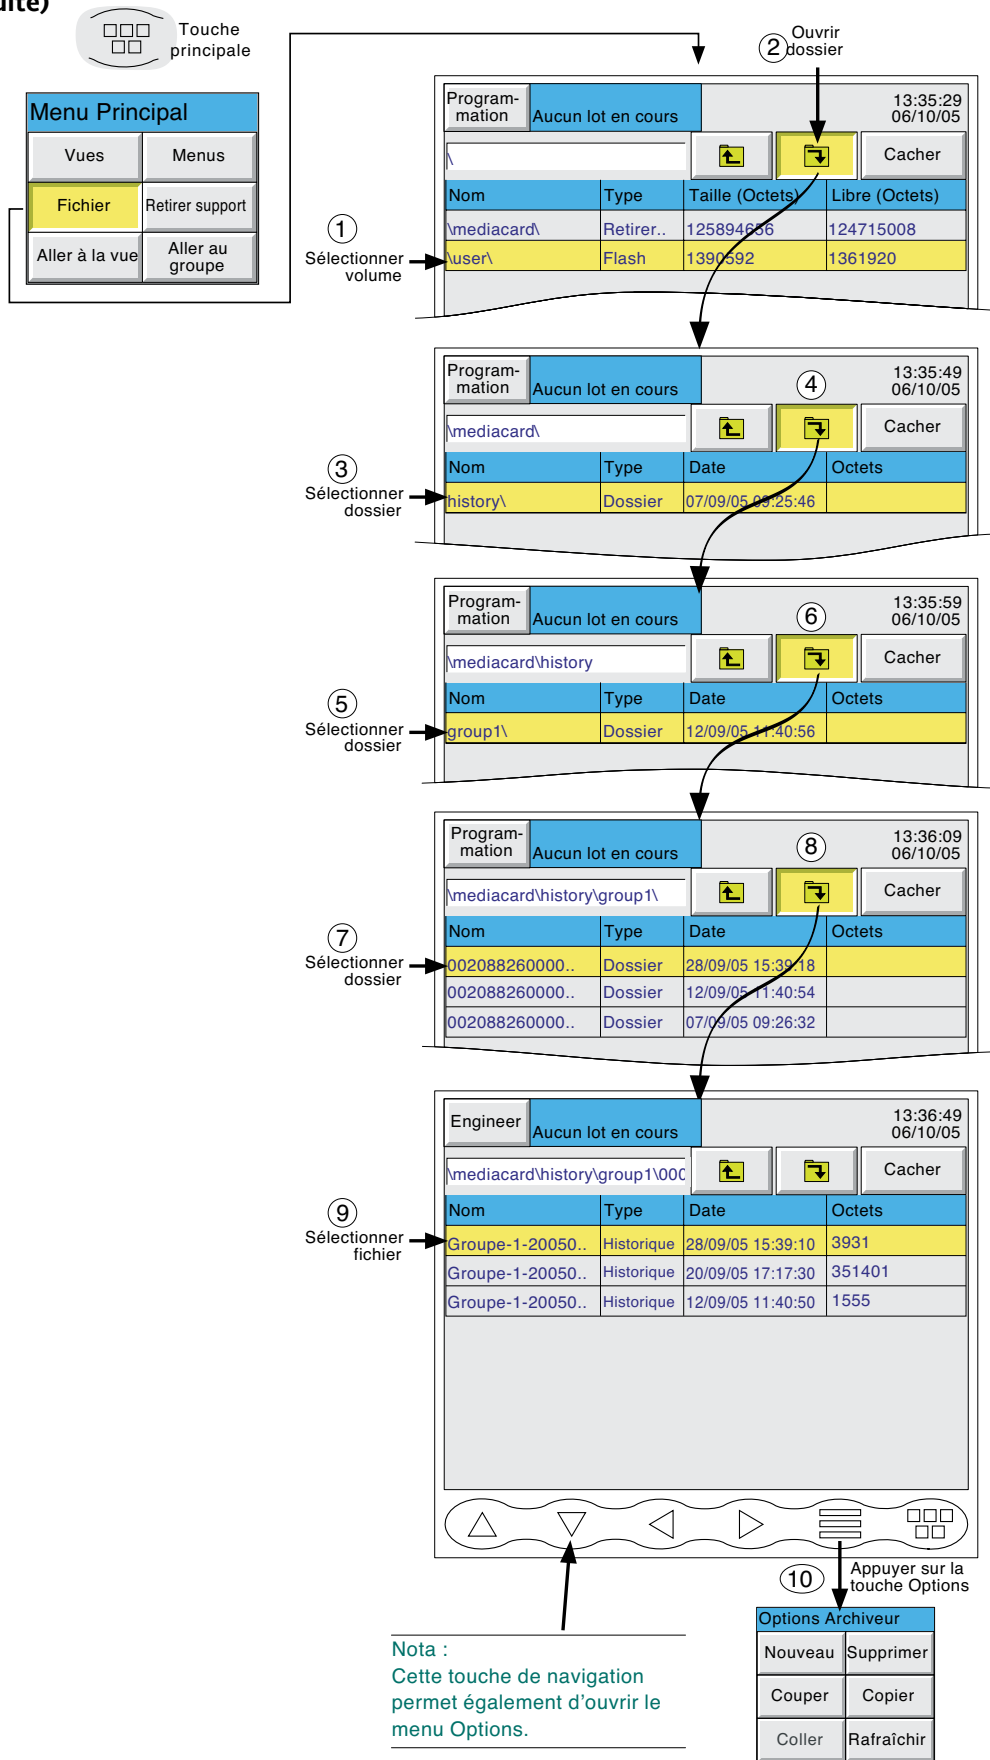 uite)
Touche
principale
Menu Principal
Vues Menus
Fichier Retirer support
Aller à la vue Aller au
groupe
2 Ouvrir
dossier
Program-
mation Aucun lot en cours 13:35:29
06/10/05
\ Cacher
Nom Type Taille (Octets) Libre (Octets)
\mediacard\ Retirer.. 125894656 124715008
\user\ Flash 1390592 1361920
1
Sélectionner
volume
Program-
mation Aucun lot en cours 4 13:35:49
06/10/05
\mediacard\ Cacher
Nom Type Date Octets
history\ Dossier 07/09/05 09:25:46
3
Sélectionner
dossier
Program-
mation Aucun lot en cours 6 13:35:59
06/10/05
\mediacard\history Cacher
Nom Type Date Octets
group1\ Dossier 12/09/05 11:40:56
5
Sélectionner
dossier
Program-
mation Aucun lot en cours 8 13:36:09
06/10/05
\mediacard\history\group1\ Cacher
Nom Type Date Octets
002088260000.. Dossier 28/09/05 15:39:18
002088260000.. Dossier 12/09/05 11:40:54
002088260000.. Dossier 07/09/05 09:26:32
7
Sélectionner
dossier
Engineer Aucun lot en cours 13:36:49
06/10/05
\mediacard\history\group1\000 Cacher
Nom Type Date Octets
Groupe-1-20050.. Historique 28/09/05 15:39:10 3931
Groupe-1-20050.. Historique 20/09/05 17:17:30 351401
Groupe-1-20050.. Historique 12/09/05 11:40:50 1555
9
Sélectionner
fichier
10 Appuyer sur la
touche Options
Options Archiveur
Nouveau Supprimer
Couper Copier
Coller Rafraîchir
Nota :
Cette touche de navigation
permet également d'ouvrir le
menu Options.